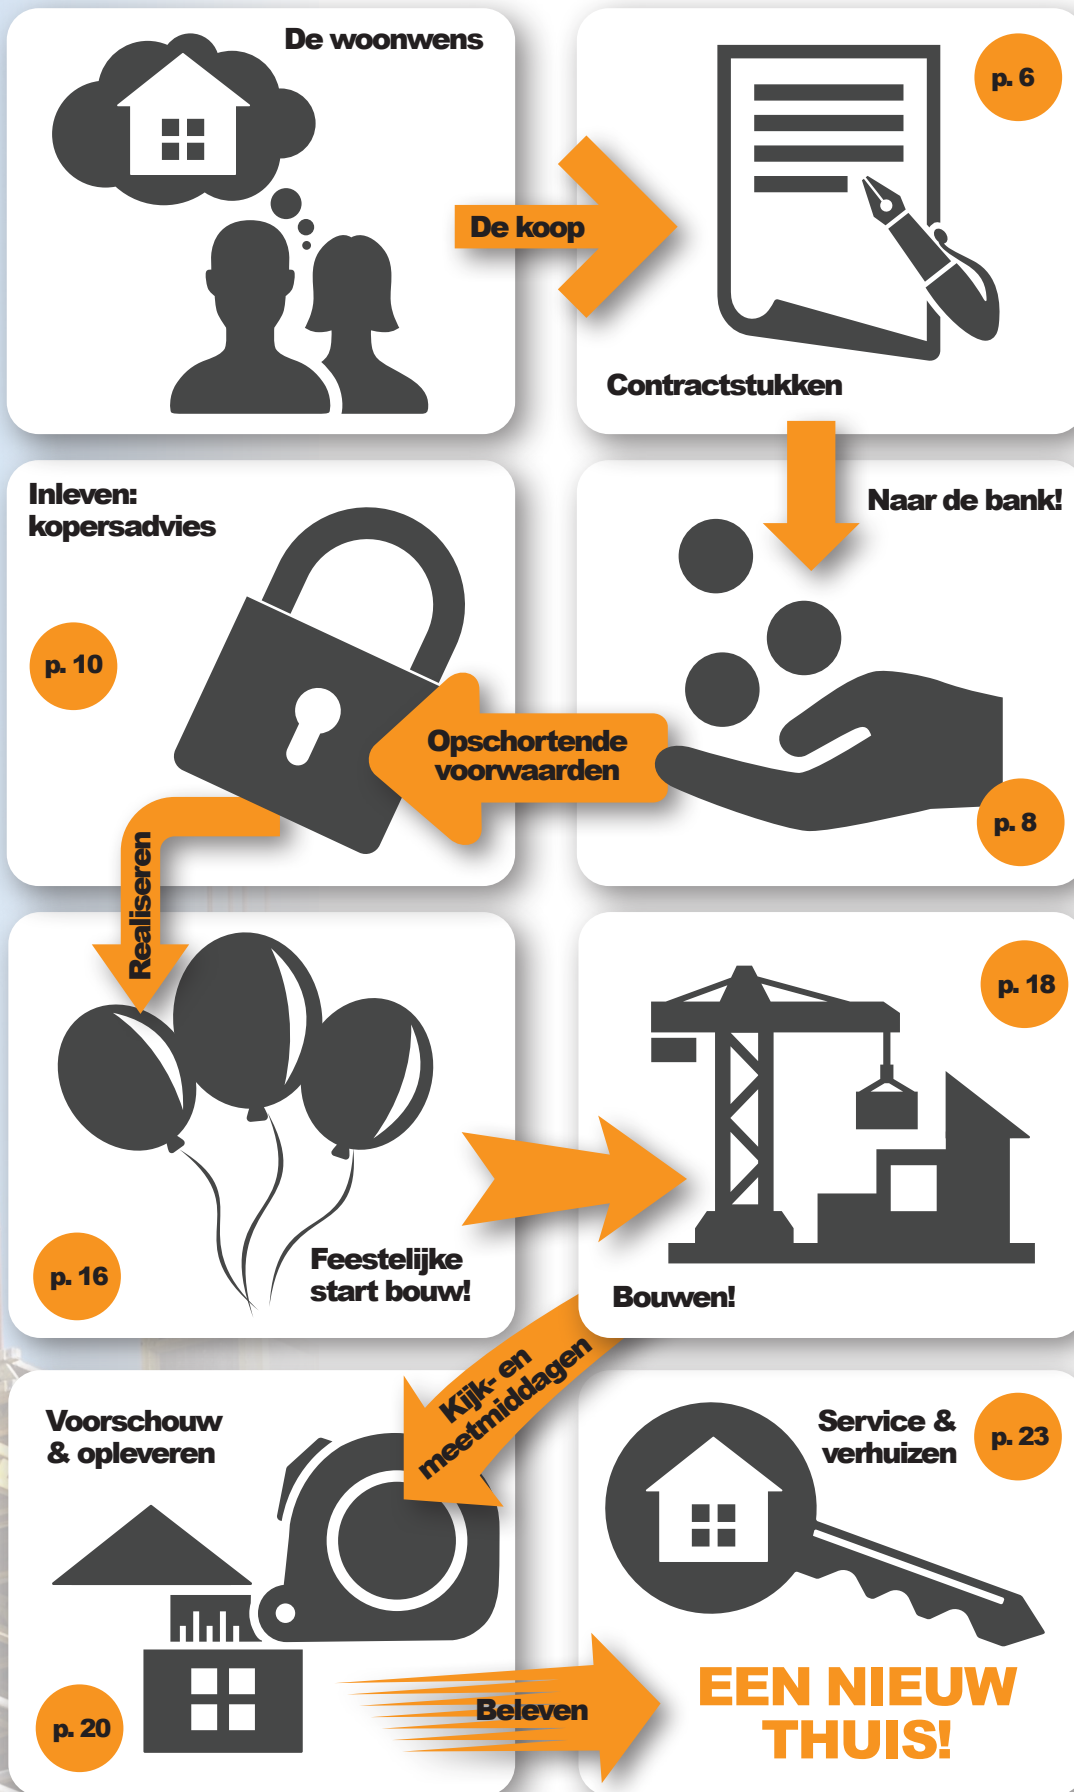 De woonwens
De koop
p. 6
Contractstukken
Naar de bank!
p. 8
Opschortende
voorwaarden
Inleven:
kopersadvies
p. 10
Realiseren
p. 16
Feestelijke
start bouw!
p. 18
Bouwen!
Kijk- en
meetmiddagen
Voorschouw
& opleveren
p. 20
Beleven
Service &
verhuizen
p. 23
EEN NIEUW
THUIS!